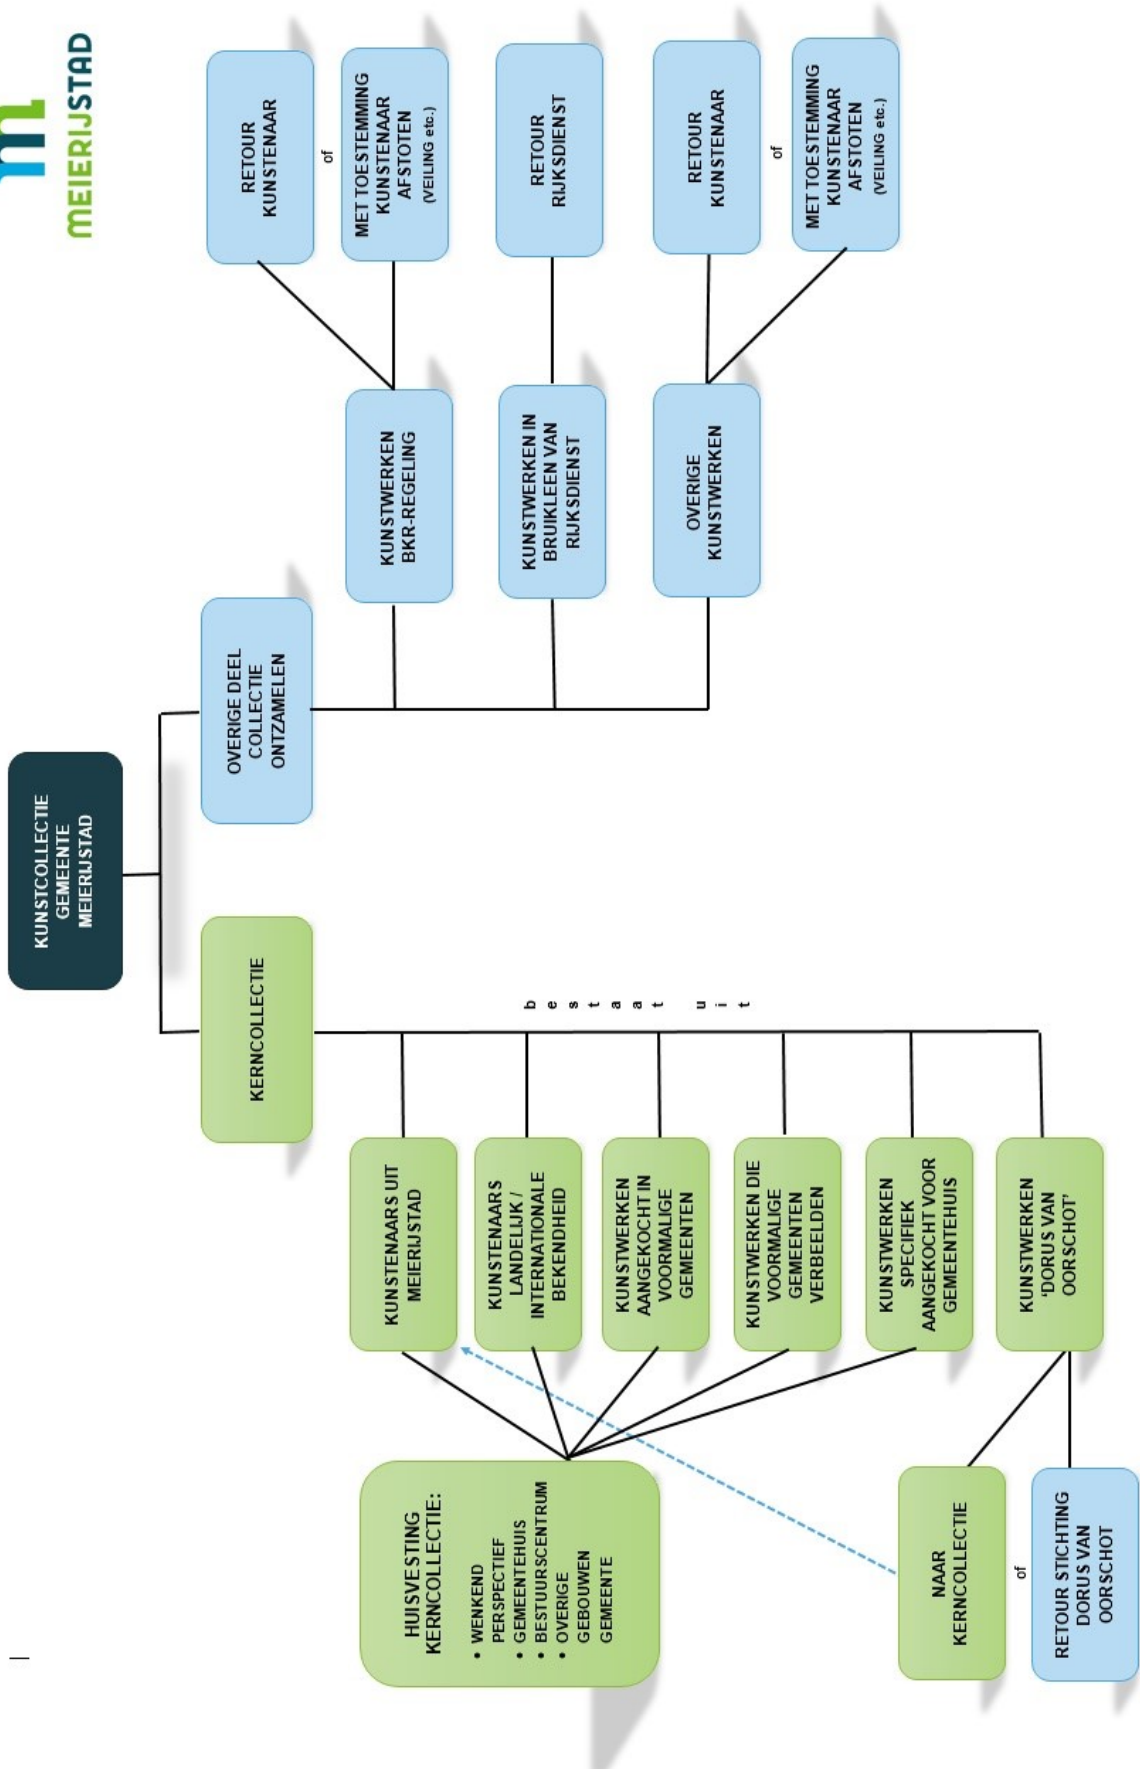 MEIERIJSTAD
KUNSTCOLLECTIE
GEMEENTE
MEIERIJSTAD
KERNCOLLECTIE
OVERIGE DEEL
COLLECTIE
ONTZAMELEN
bestaat uit
KUNSTENAARS UIT
MEIERIJSTAD
KUNSTENAARS
LANDELIJK /
INTERNATIONALE
BEKENDHEID
KUNSTWERKEN
AANGEKOCHT IN
VOORMALIGE
GEMEENTEN
KUNSTWERKEN DIE
VOORMALIGE
GEMEENTEN
VERBEELDEN
KUNSTWERKEN
SPECIFIEK
AANGEKOCHT VOOR
GEMEENTEHUIS
KUNSTWERKEN
‘DORUS VAN
OORSCHOT’
HUISVESTING
KERNCOLLECTIE:
• WENKEND
PERSPECTIEF
• GEMEENTEHUIS
• BESTUURSCENTRUM
• OVERIGE
GEBOUWEN
GEMEENTE
NAAR
KERNCOLLECTIE
of
RETOUR STICHTING
DORUS VAN
OORSCHOT
KUNSTWERKEN
BKR-REGELING
KUNSTWERKEN IN
BRUIKLEEN VAN
RIJKSDIENST
OVERIGE
KUNSTWERKEN
RETOUR
KUNSTENAAR
of
MET TOESTEMMING
KUNSTENAAR
AFSTOTEN
(VEILING etc.)
RETOUR
RIJKSDIENST
RETOUR
KUNSTENAAR
of
MET TOESTEMMING
KUNSTENAAR
AFSTOTEN
(VEILING etc.)